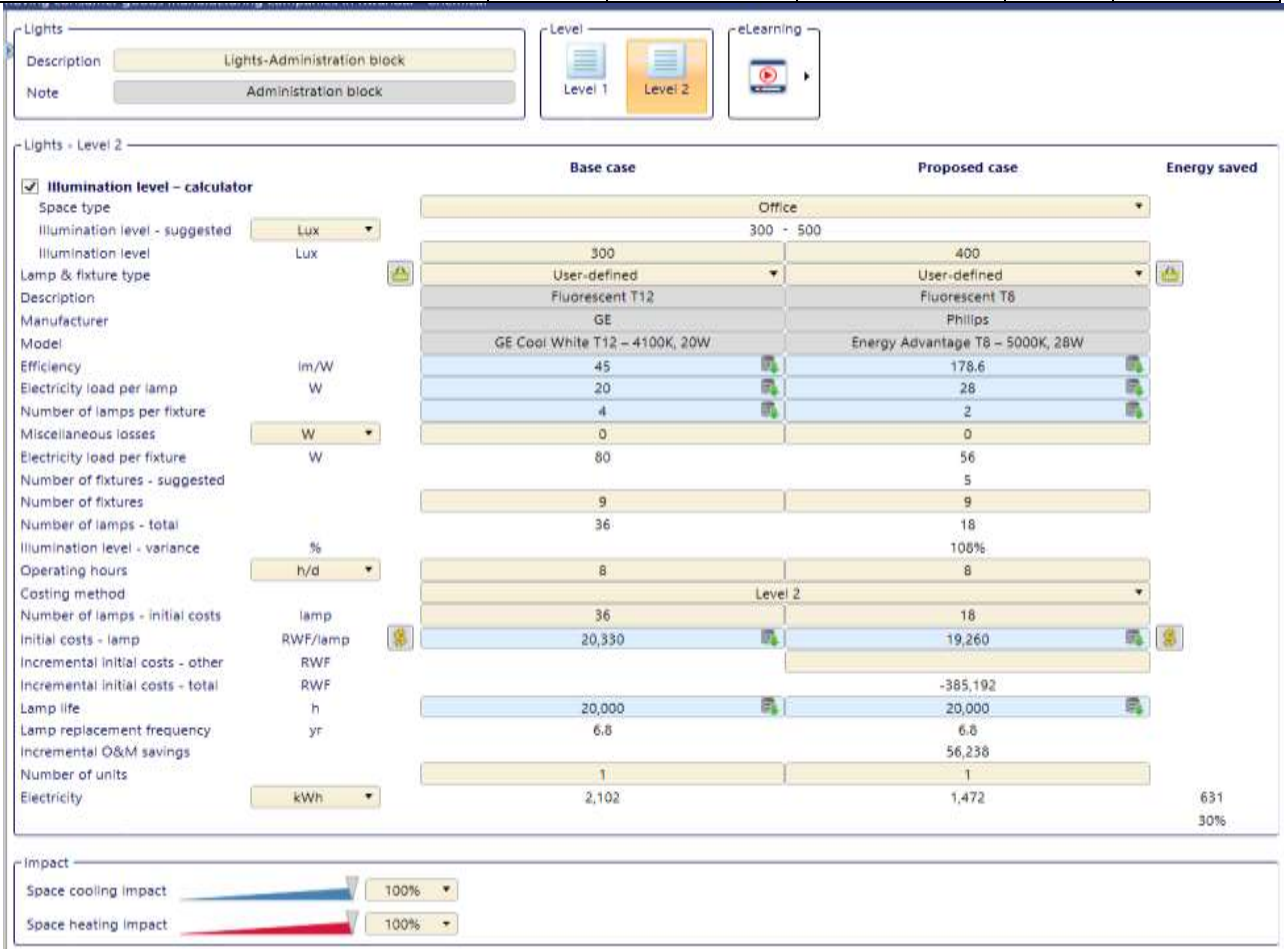 Lights
Description Lights-Administration block
Note Administration block
Level
Level 1 Level 2
eLearning
Lights - Level 2
Base case Proposed case Energy saved
Illumination level – calculator
Space type Office
Illumination level - suggested Lux 300 - 500
Illumination level Lux 300 400
Lamp & fixture type User-defined User-defined
Description Fluorescent T12 Fluorescent T8
Manufacturer GE Philips
Model GE Cool White T12 – 4100K, 20W Energy Advantage T8 – 5000K, 28W
Efficiency lm/W 45 178.6
Electricity load per lamp W 20 28
Number of lamps per fixture 4 2
Miscellaneous losses W 0 0
Electricity load per fixture W 80 56
Number of fixtures - suggested 5
Number of fixtures 9 9
Number of lamps - total 36 18
Illumination level - variance % 108%
Operating hours h/d 8 8
Costing method Level 2
Number of lamps - initial costs lamp 36 18
Initial costs - lamp RWF/lamp 20,330 19,260
Incremental initial costs - other RWF
Incremental initial costs - total RWF -385,192
Lamp life h 20,000 20,000
Lamp replacement frequency yr 6.8 6.8
Incremental O&M savings 56,238
Number of units 1 1
Electricity kWh 2,102 1,472 631
30%
Impact
Space cooling impact 100%
Space heating impact 100%